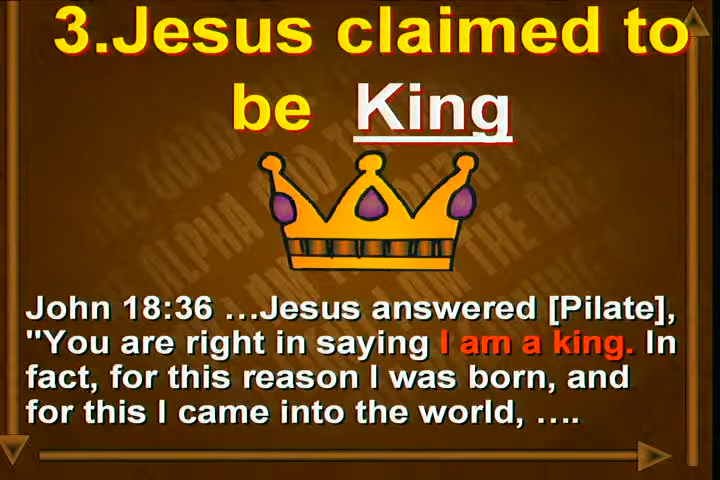 3.Jesus claimed to
be King
John 18:36 …Jesus answered [Pilate],
"You are right in saying I am a king. In
fact, for this reason I was born, and
for this I came into the world, ….